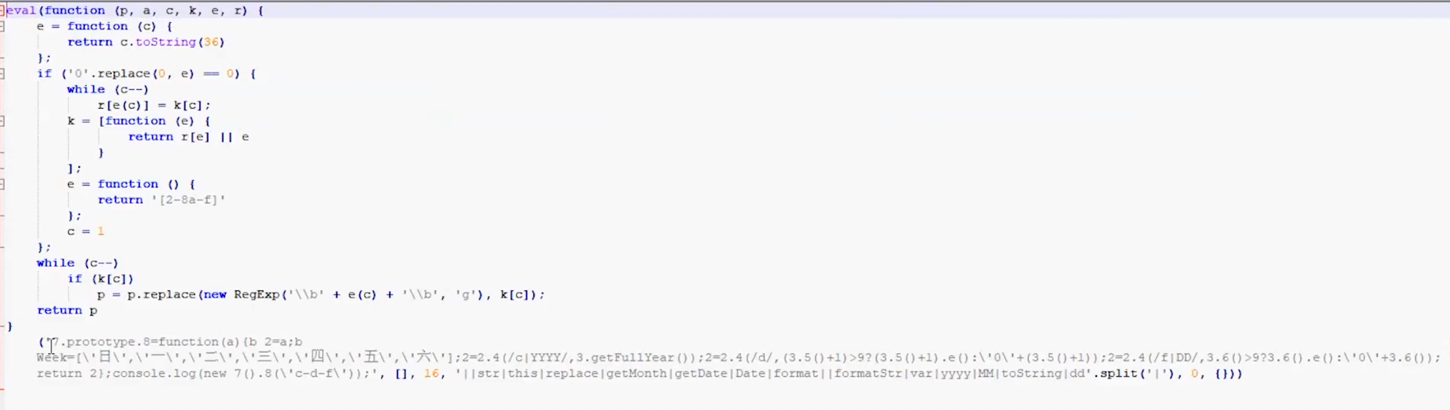 eval(function (p, a, c, k, e, r) {
    e = function (c) {
        return c.toString(36)
    };
    if ('0'.replace(0, e) == 0) {
        while (c--)
            r[e(c)] = k[c];
        k = [function (e) {
                return r[e] || e
            }
        ];
        e = function () {
            return '[2-8a-f]'
        };
        c = 1
    };
    while (c--)
        if (k[c])
            p = p.replace(new RegExp('\\b' + e(c) + '\\b', 'g'), k[c]);
    return p
}
    ('7.prototype.8=function(a){b 2=a;b
    Week=[\'日\',\'一\',\'二\',\'三\',\'四\',\'五\',\'六\'];2=2.4(/c|YYYY/,3.getFullYear());2=2.4(/d/,(3.5()+1)>9?(3.5()+1).e():\'0\'+(3.5()+1));2=2.4(/f|DD/,3.6()>9?3.6().e():\'0\'+3.6());
    return 2};console.log(new 7().8(\'c-d-f\'));', [], 16, '||str|this|replace|getMonth|getDate|Date|format||formatStr|var|yyyy|MM|toString|dd'.split('|'), 0, {}))